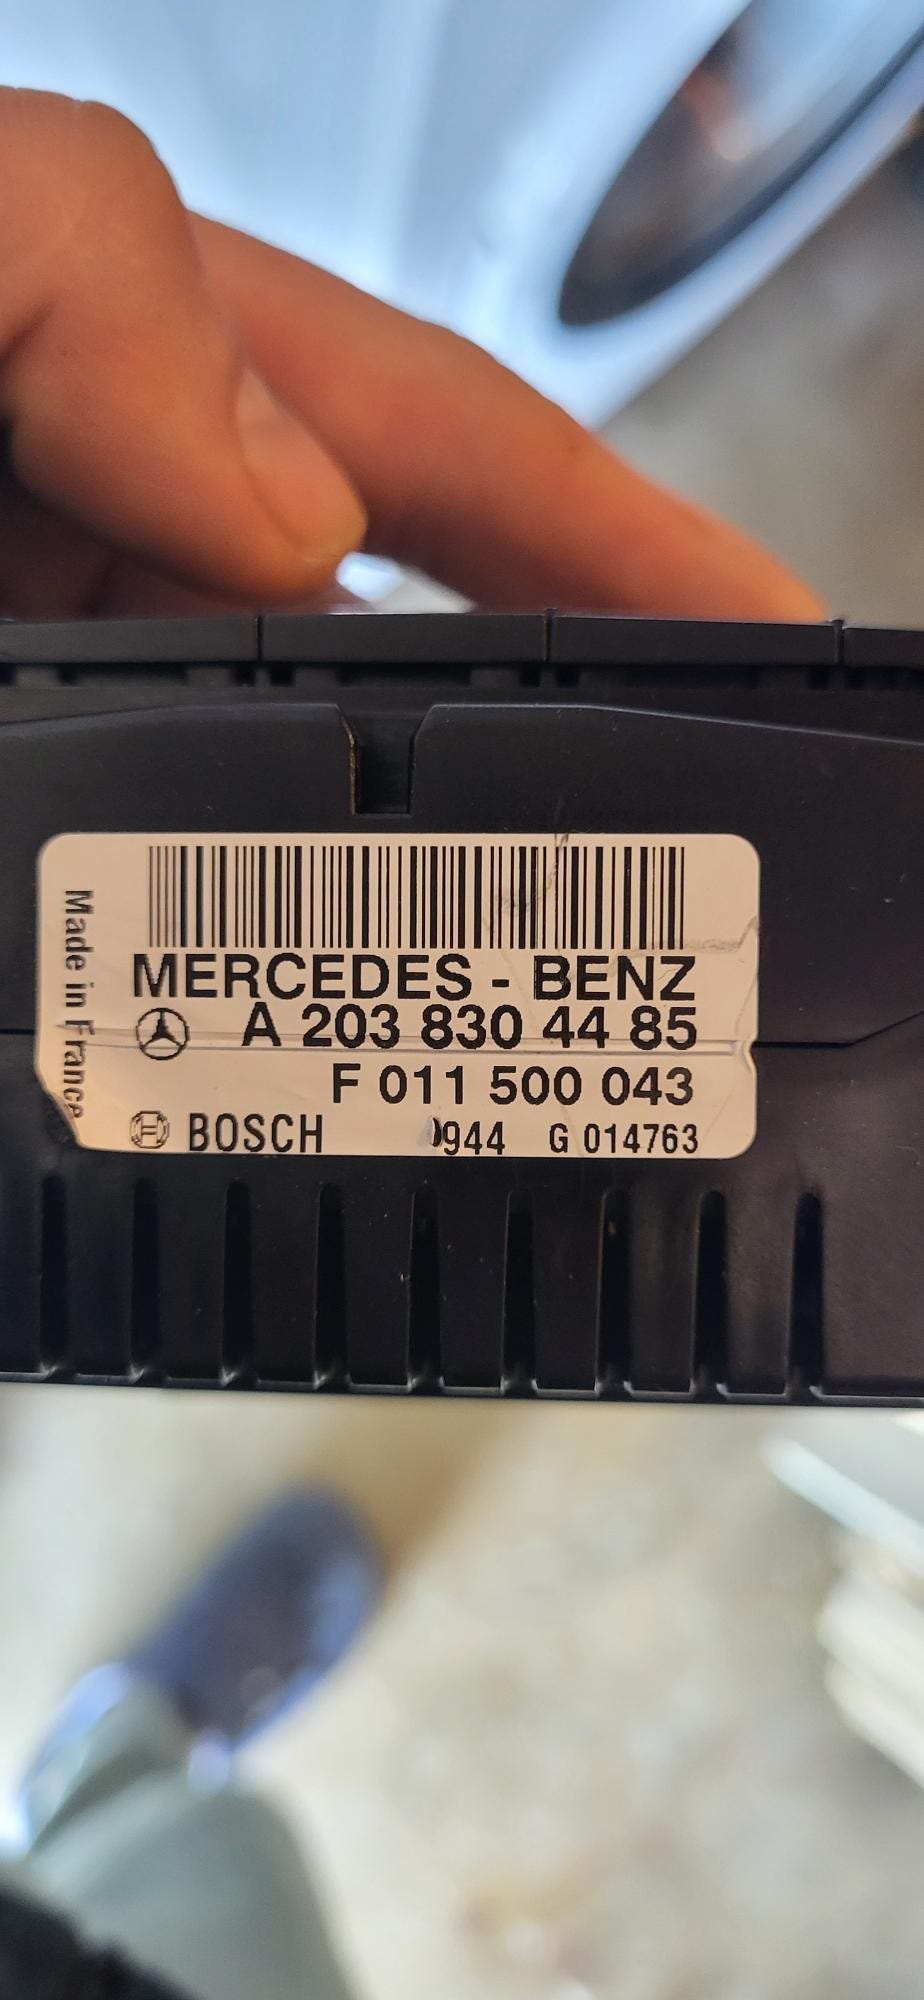 Made in France
MERCEDES - BENZ
A 203 830 44 85
F 011 500 043
BOSCH 944 G 014763